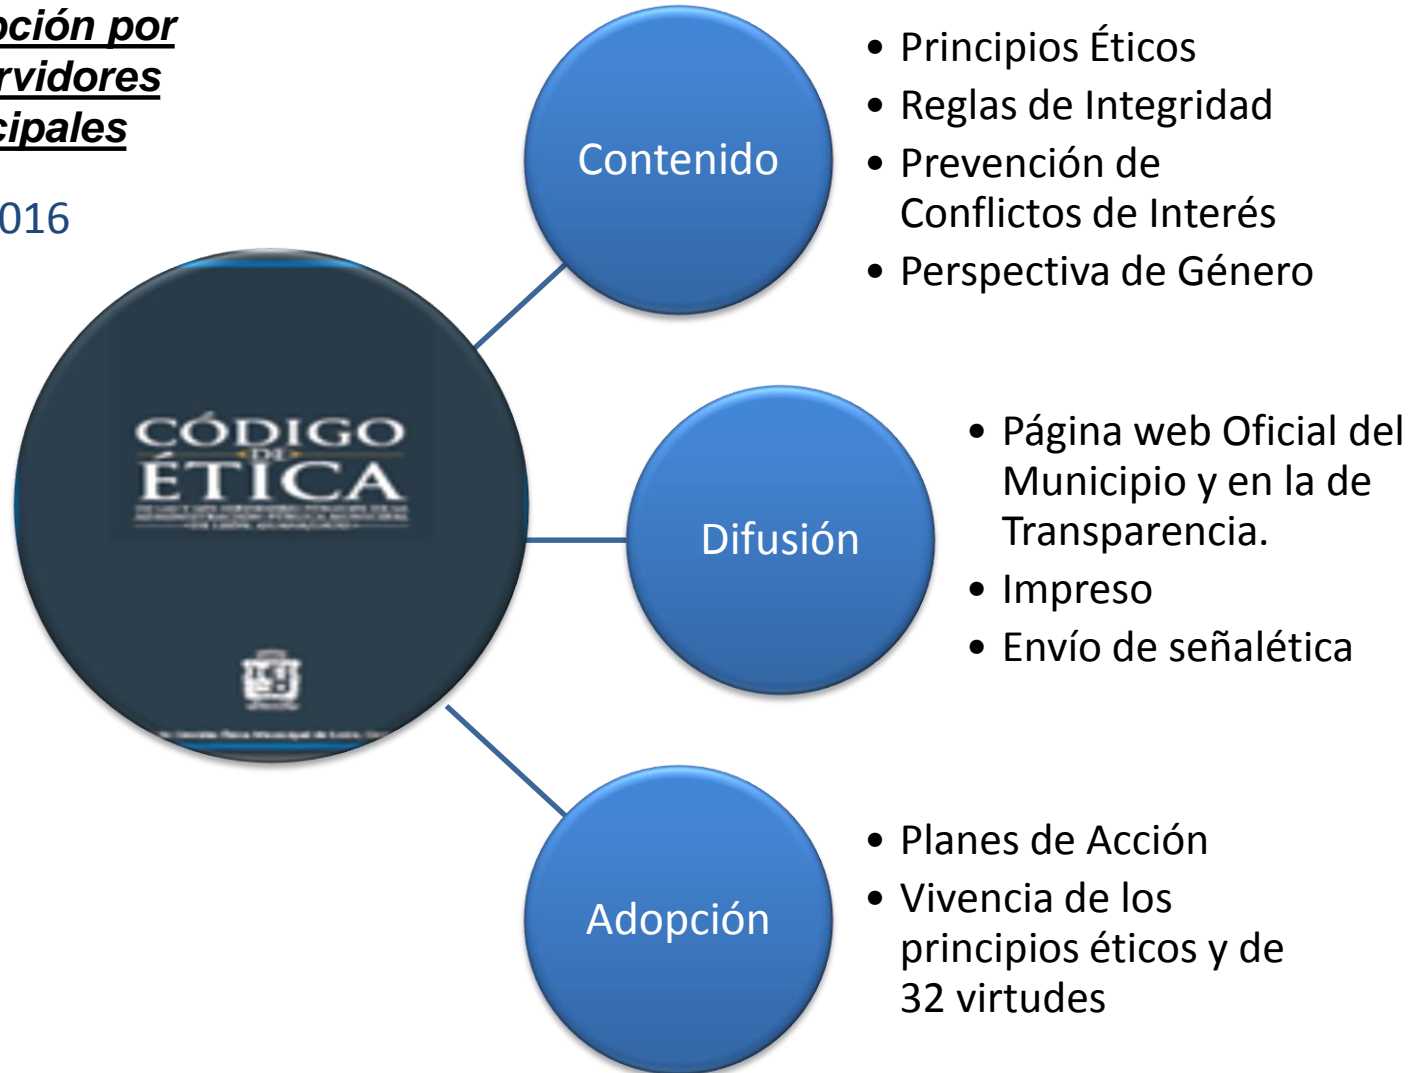 pción por
rvidores
cipales
016
Contenido
• Principios Éticos
• Reglas de Integridad
• Prevención de
Conflictos de Interés
• Perspectiva de Género
CÓDIGO
DE
ÉTICA
Difusión
• Página web Oficial del
Municipio y en la de
Transparencia.
• Impreso
• Envío de señalética
Adopción
• Planes de Acción
• Vivencia de los
principios éticos y de
32 virtudes